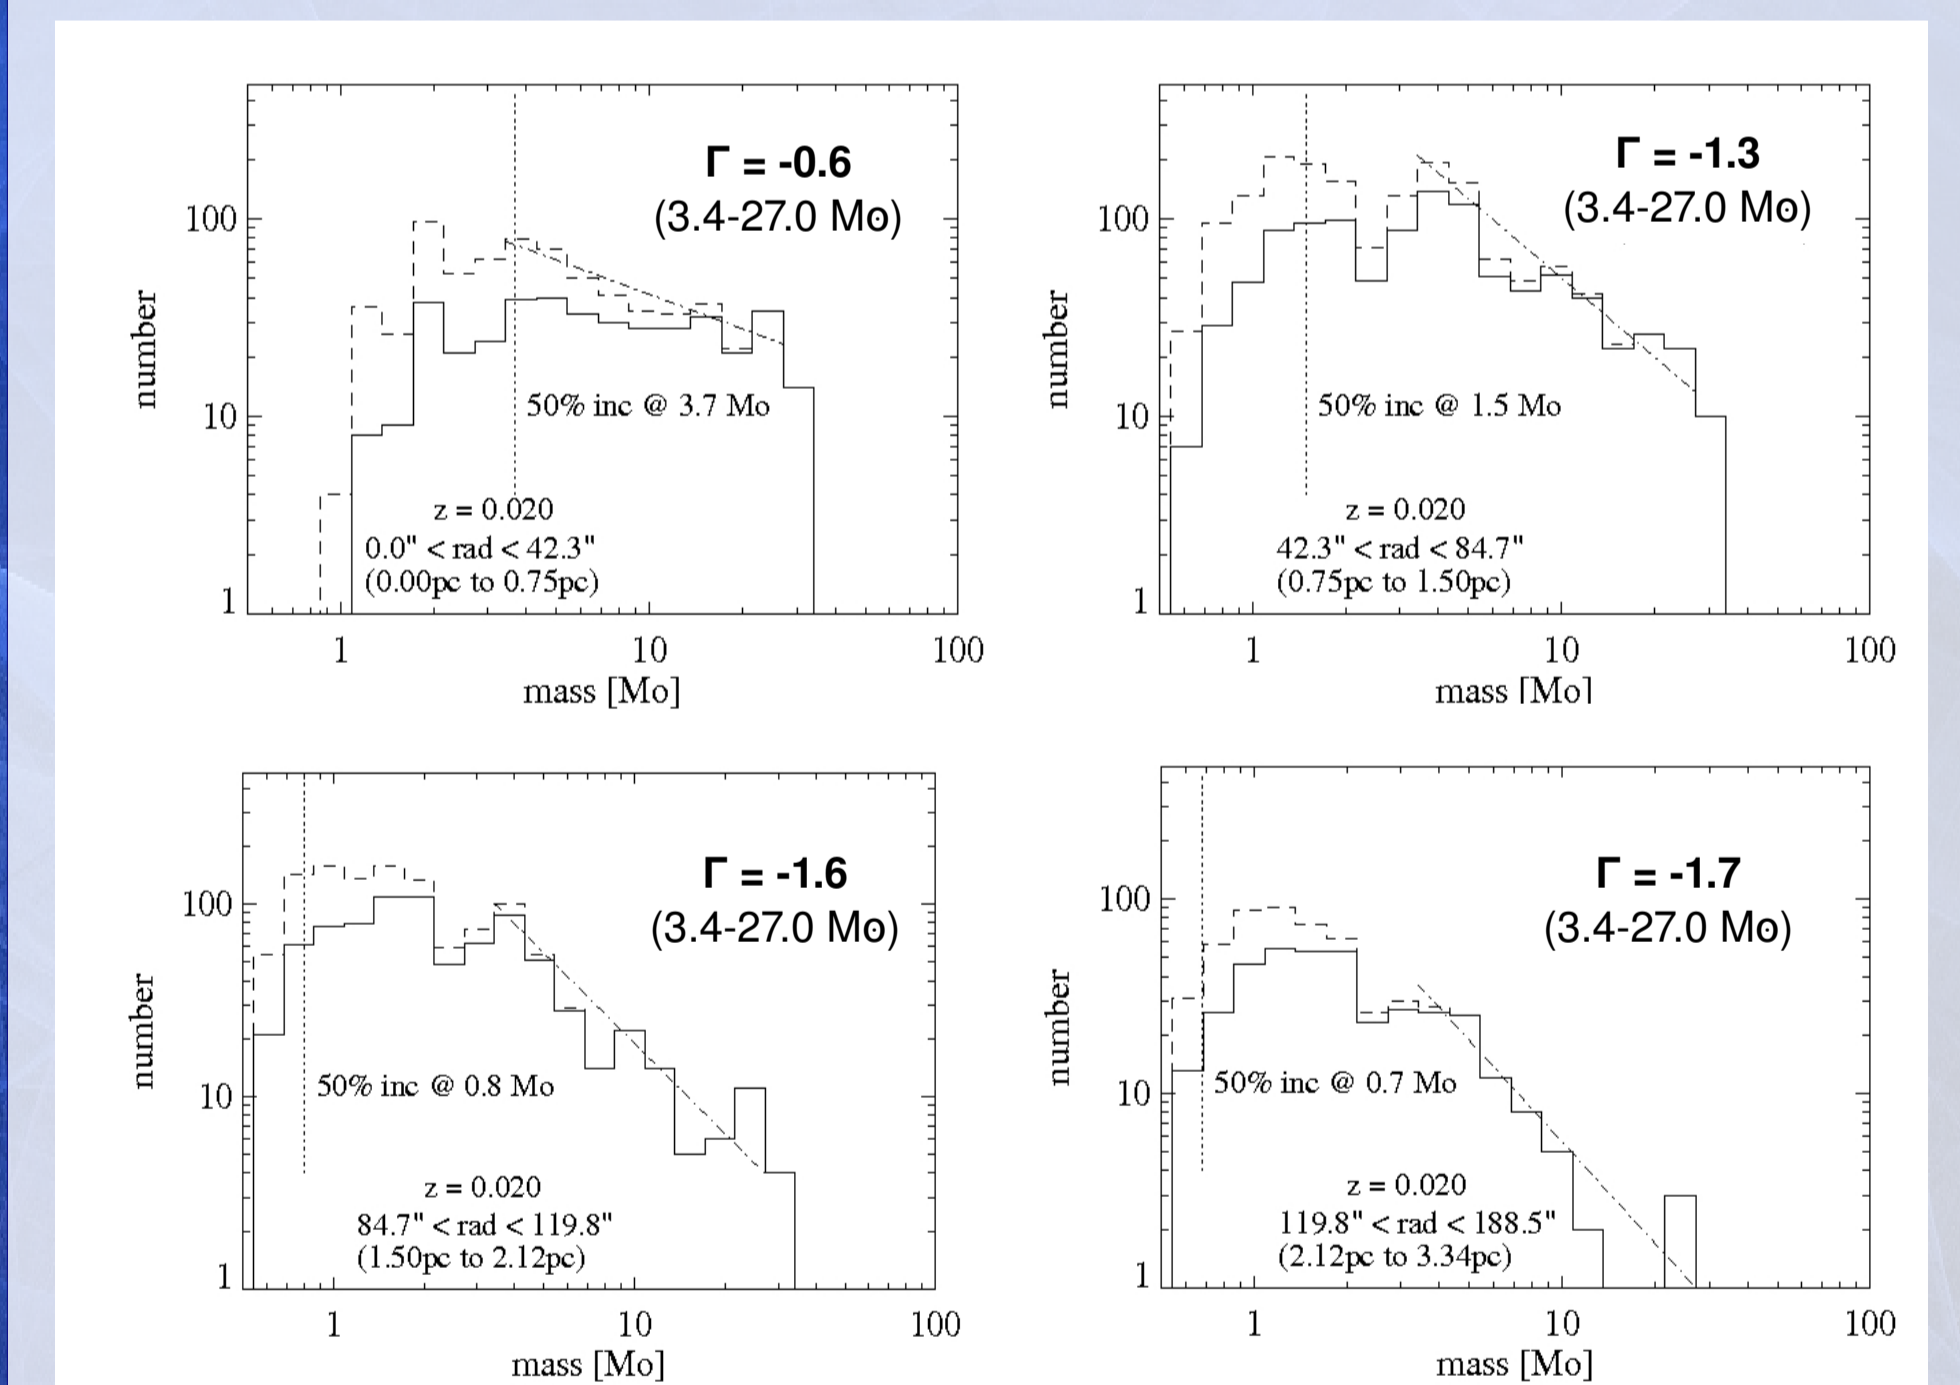 Γ = -0.6
(3.4-27.0 Mo)
100
10
1
number
50% inc @ 3.7 Mo
z = 0.020
0.0" < rad < 42.3"
(0.00pc to 0.75pc)
1
10
100
mass [Mo]
Γ = -1.3
(3.4-27.0 Mo)
100
10
1
number
50% inc @ 1.5 Mo
z = 0.020
42.3" < rad < 84.7"
(0.75pc to 1.50pc)
1
10
100
mass [Mo]
Γ = -1.6
(3.4-27.0 Mo)
100
10
1
number
50% inc @ 0.8 Mo
z = 0.020
84.7" < rad < 119.8"
(1.50pc to 2.12pc)
1
10
100
mass [Mo]
Γ = -1.7
(3.4-27.0 Mo)
100
10
1
number
50% inc @ 0.7 Mo
z = 0.020
119.8" < rad < 188.5"
(2.12pc to 3.34pc)
1
10
100
mass [Mo]